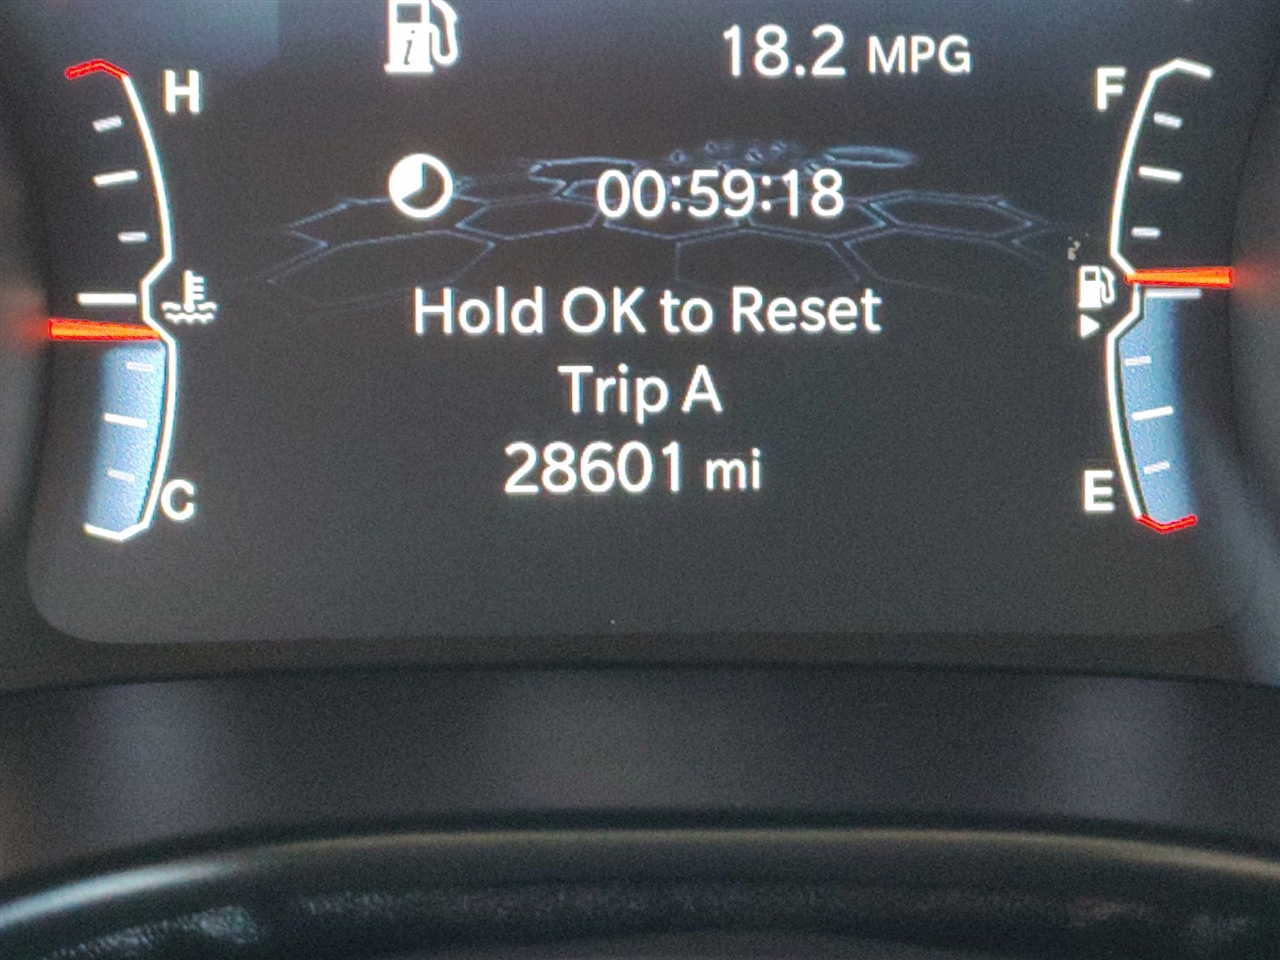 18.2 MPG
H
F
00:59:18
Hold OK to Reset
Trip A
28601 mi
C
E